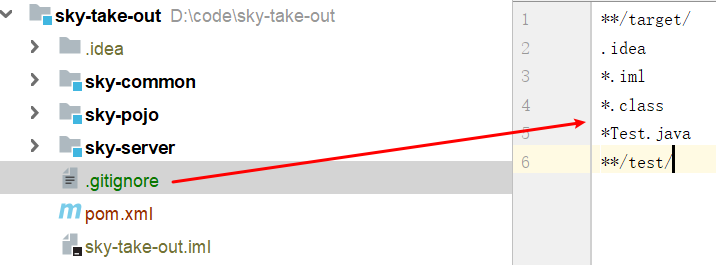 sky-take-out D:\code\sky-take-out
.idea
sky-common
sky-pojo
sky-server
.gitignore
m pom.xml
sky-take-out.iml
1 **/target/
2 .idea
3 *.iml
4 *.class
5 *Test.java
6 **/test/